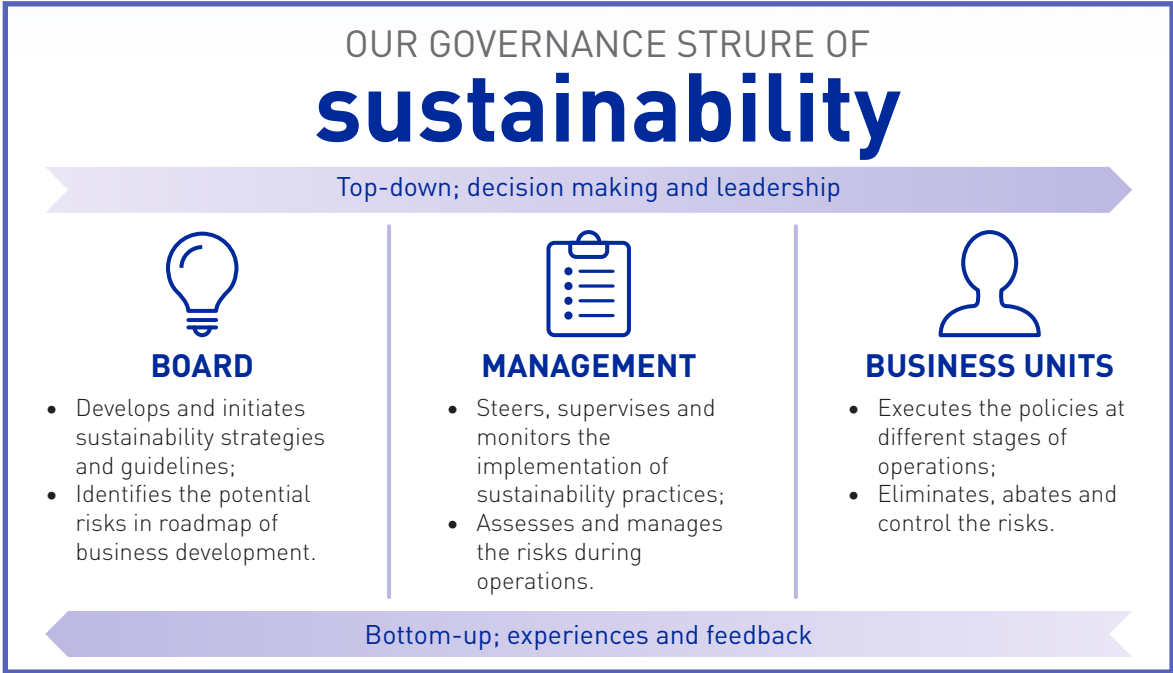 OUR GOVERNANCE STRURE OF
sustainability
Top-down; decision making and leadership
BOARD
• Develops and initiates
sustainability strategies
and guidelines;
• Identifies the potential
risks in roadmap of
business development.
MANAGEMENT
• Steers, supervises and
monitors the
implementation of
sustainability practices;
• Assesses and manages
the risks during
operations.
BUSINESS UNITS
• Executes the policies at
different stages of
operations;
• Eliminates, abates and
control the risks.
Bottom-up; experiences and feedback